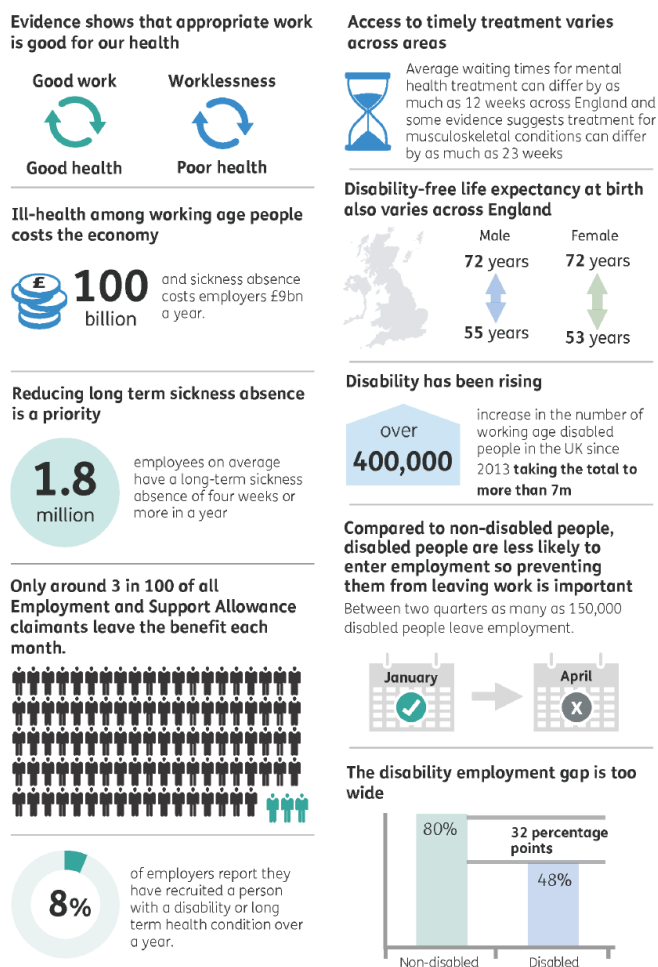 Evidence shows that appropriate work
is good for our health
Good work
Worklessness
Good health
Poor health
Ill-health among working age people
costs the economy
£
100
billion
and sickness absence
costs employers £9bn
a year.
Reducing long term sickness absence
is a priority
1.8
million
employees on average
have a long-term sickness
absence of four weeks or
more in a year
Only around 3 in 100 of all
Employment and Support Allowance
claimants leave the benefit each
month.
8%
of employers report they
have recruited a person
with a disability or long
term health condition over
a year.
Access to timely treatment varies
across areas
Average waiting times for mental
health treatment can differ by as
much as 12 weeks across England and
some evidence suggests treatment for
musculoskeletal conditions can differ
by as much as 23 weeks
Disability-free life expectancy at birth
also varies across England
Male
Female
72 years
72 years
55 years
53 years
Disability has been rising
over
400,000
increase in the number of
working age disabled
people in the UK since
2013 taking the total to
more than 7m
Compared to non-disabled people,
disabled people are less likely to
enter employment so preventing
them from leaving work is important
Between two quarters as many as 150,000
disabled people leave employment.
January
April
X
The disability employment gap is too
wide
80%
32 percentage
points
48%
Non-disabled
Disabled